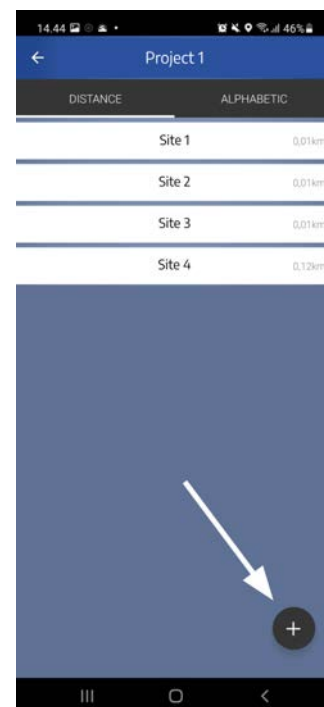 14.44 46%
← Project 1
DISTANCE ALPHABETIC
Site 1 0,01km
Site 2 0,01km
Site 3 0,01km
Site 4 0,12km
+